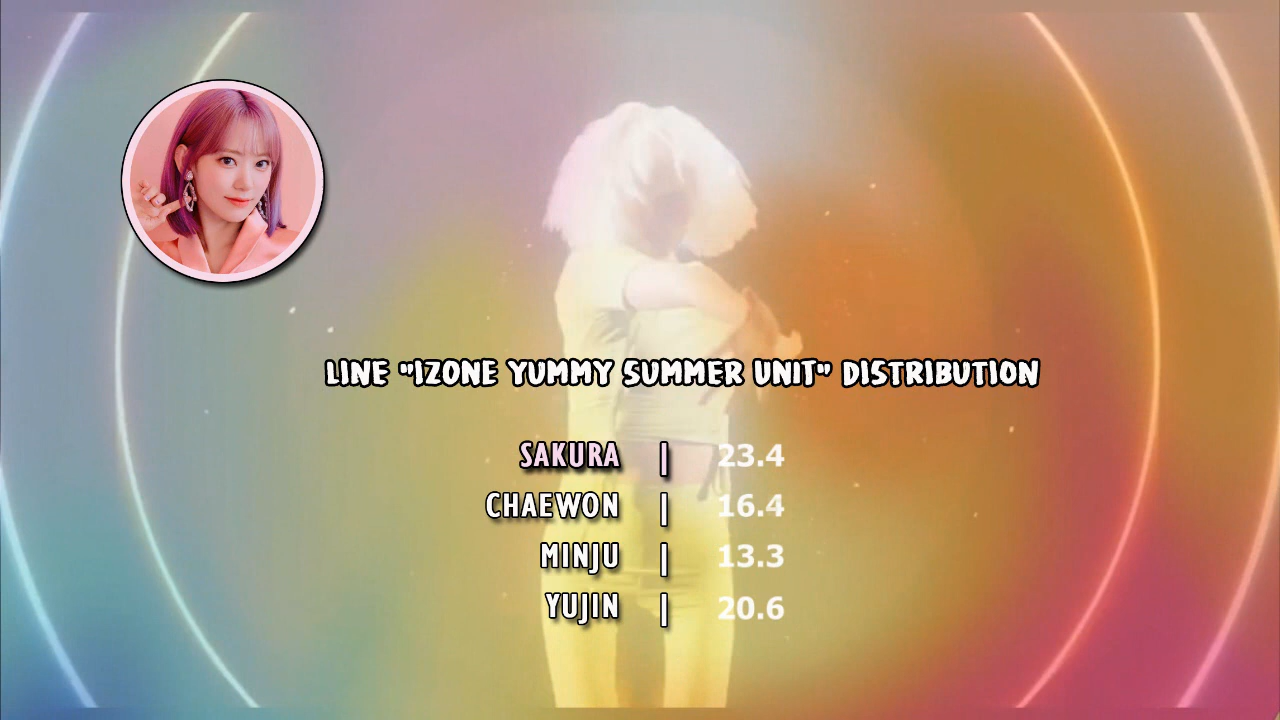 LINE "IZONE YUMMY SUMMER UNIT" DISTRIBUTION
SAKURA | 23.4
CHAEWON | 16.4
MINJU | 13.3
YUJIN | 20.6